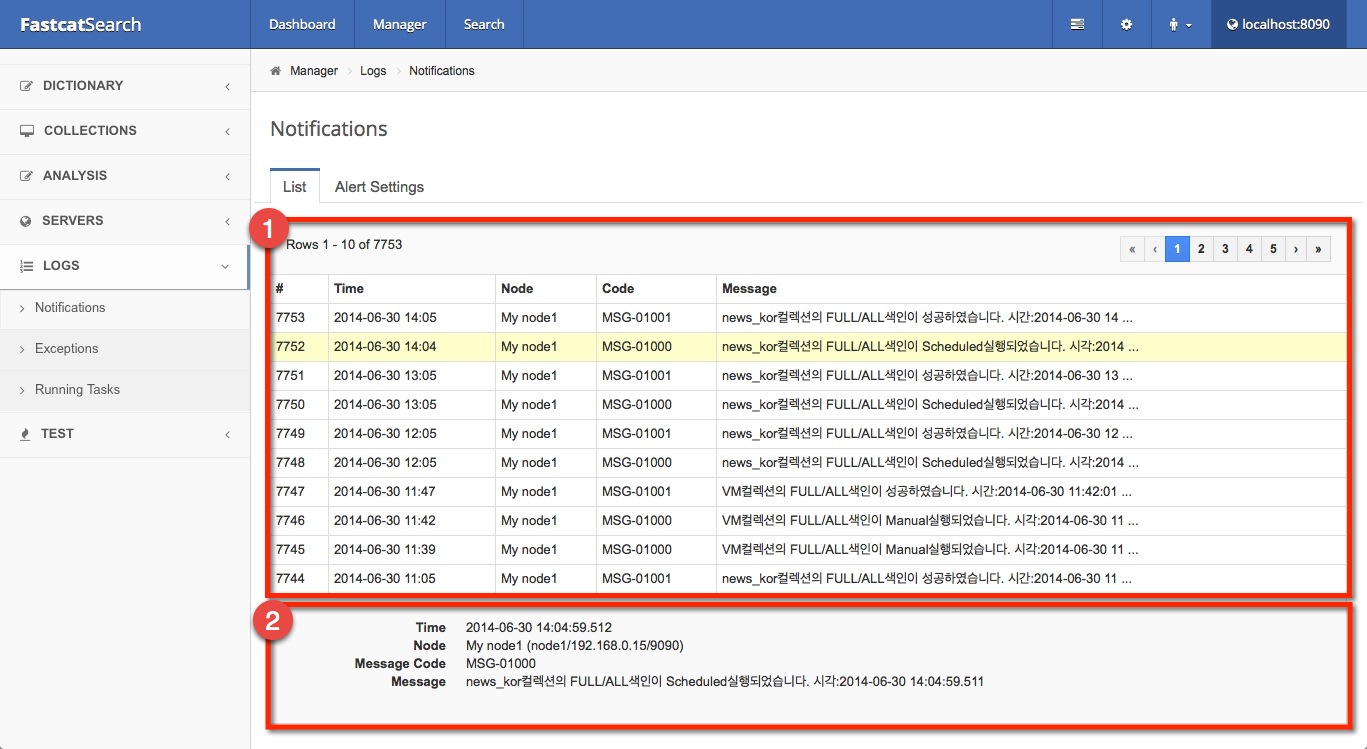 FastcatSearch Dashboard Manager Search localhost:8090
DICTIONARY
COLLECTIONS
ANALYSIS
SERVERS
LOGS
Notifications
Exceptions
Running Tasks
TEST
Manager Logs Notifications
Notifications
List Alert Settings
1
Rows 1 - 10 of 7753 « ‹ 1 2 3 4 5 › »
# Time Node Code Message
7753 2014-06-30 14:05 My node1 MSG-01001 news_kor컬렉션의 FULL/ALL색인이 성공하였습니다. 시간:2014-06-30 14 ...
7752 2014-06-30 14:04 My node1 MSG-01000 news_kor컬렉션의 FULL/ALL색인이 Scheduled실행되었습니다. 시각:2014 ...
7751 2014-06-30 13:05 My node1 MSG-01001 news_kor컬렉션의 FULL/ALL색인이 성공하였습니다. 시간:2014-06-30 13 ...
7750 2014-06-30 13:05 My node1 MSG-01000 news_kor컬렉션의 FULL/ALL색인이 Scheduled실행되었습니다. 시각:2014 ...
7749 2014-06-30 12:05 My node1 MSG-01001 news_kor컬렉션의 FULL/ALL색인이 성공하였습니다. 시간:2014-06-30 12 ...
7748 2014-06-30 12:05 My node1 MSG-01000 news_kor컬렉션의 FULL/ALL색인이 Scheduled실행되었습니다. 시각:2014 ...
7747 2014-06-30 11:47 My node1 MSG-01001 VM컬렉션의 FULL/ALL색인이 성공하였습니다. 시간:2014-06-30 11:42:01 ...
7746 2014-06-30 11:42 My node1 MSG-01000 VM컬렉션의 FULL/ALL색인이 Manual실행되었습니다. 시각:2014-06-30 11 ...
7745 2014-06-30 11:39 My node1 MSG-01000 VM컬렉션의 FULL/ALL색인이 Manual실행되었습니다. 시각:2014-06-30 11 ...
7744 2014-06-30 11:05 My node1 MSG-01001 news_kor컬렉션의 FULL/ALL색인이 성공하였습니다. 시간:2014-06-30 11 ...
2
Time 2014-06-30 14:04:59.512
Node My node1 (node1/192.168.0.15/9090)
Message Code MSG-01000
Message news_kor컬렉션의 FULL/ALL색인이 Scheduled실행되었습니다. 시각:2014-06-30 14:04:59.511